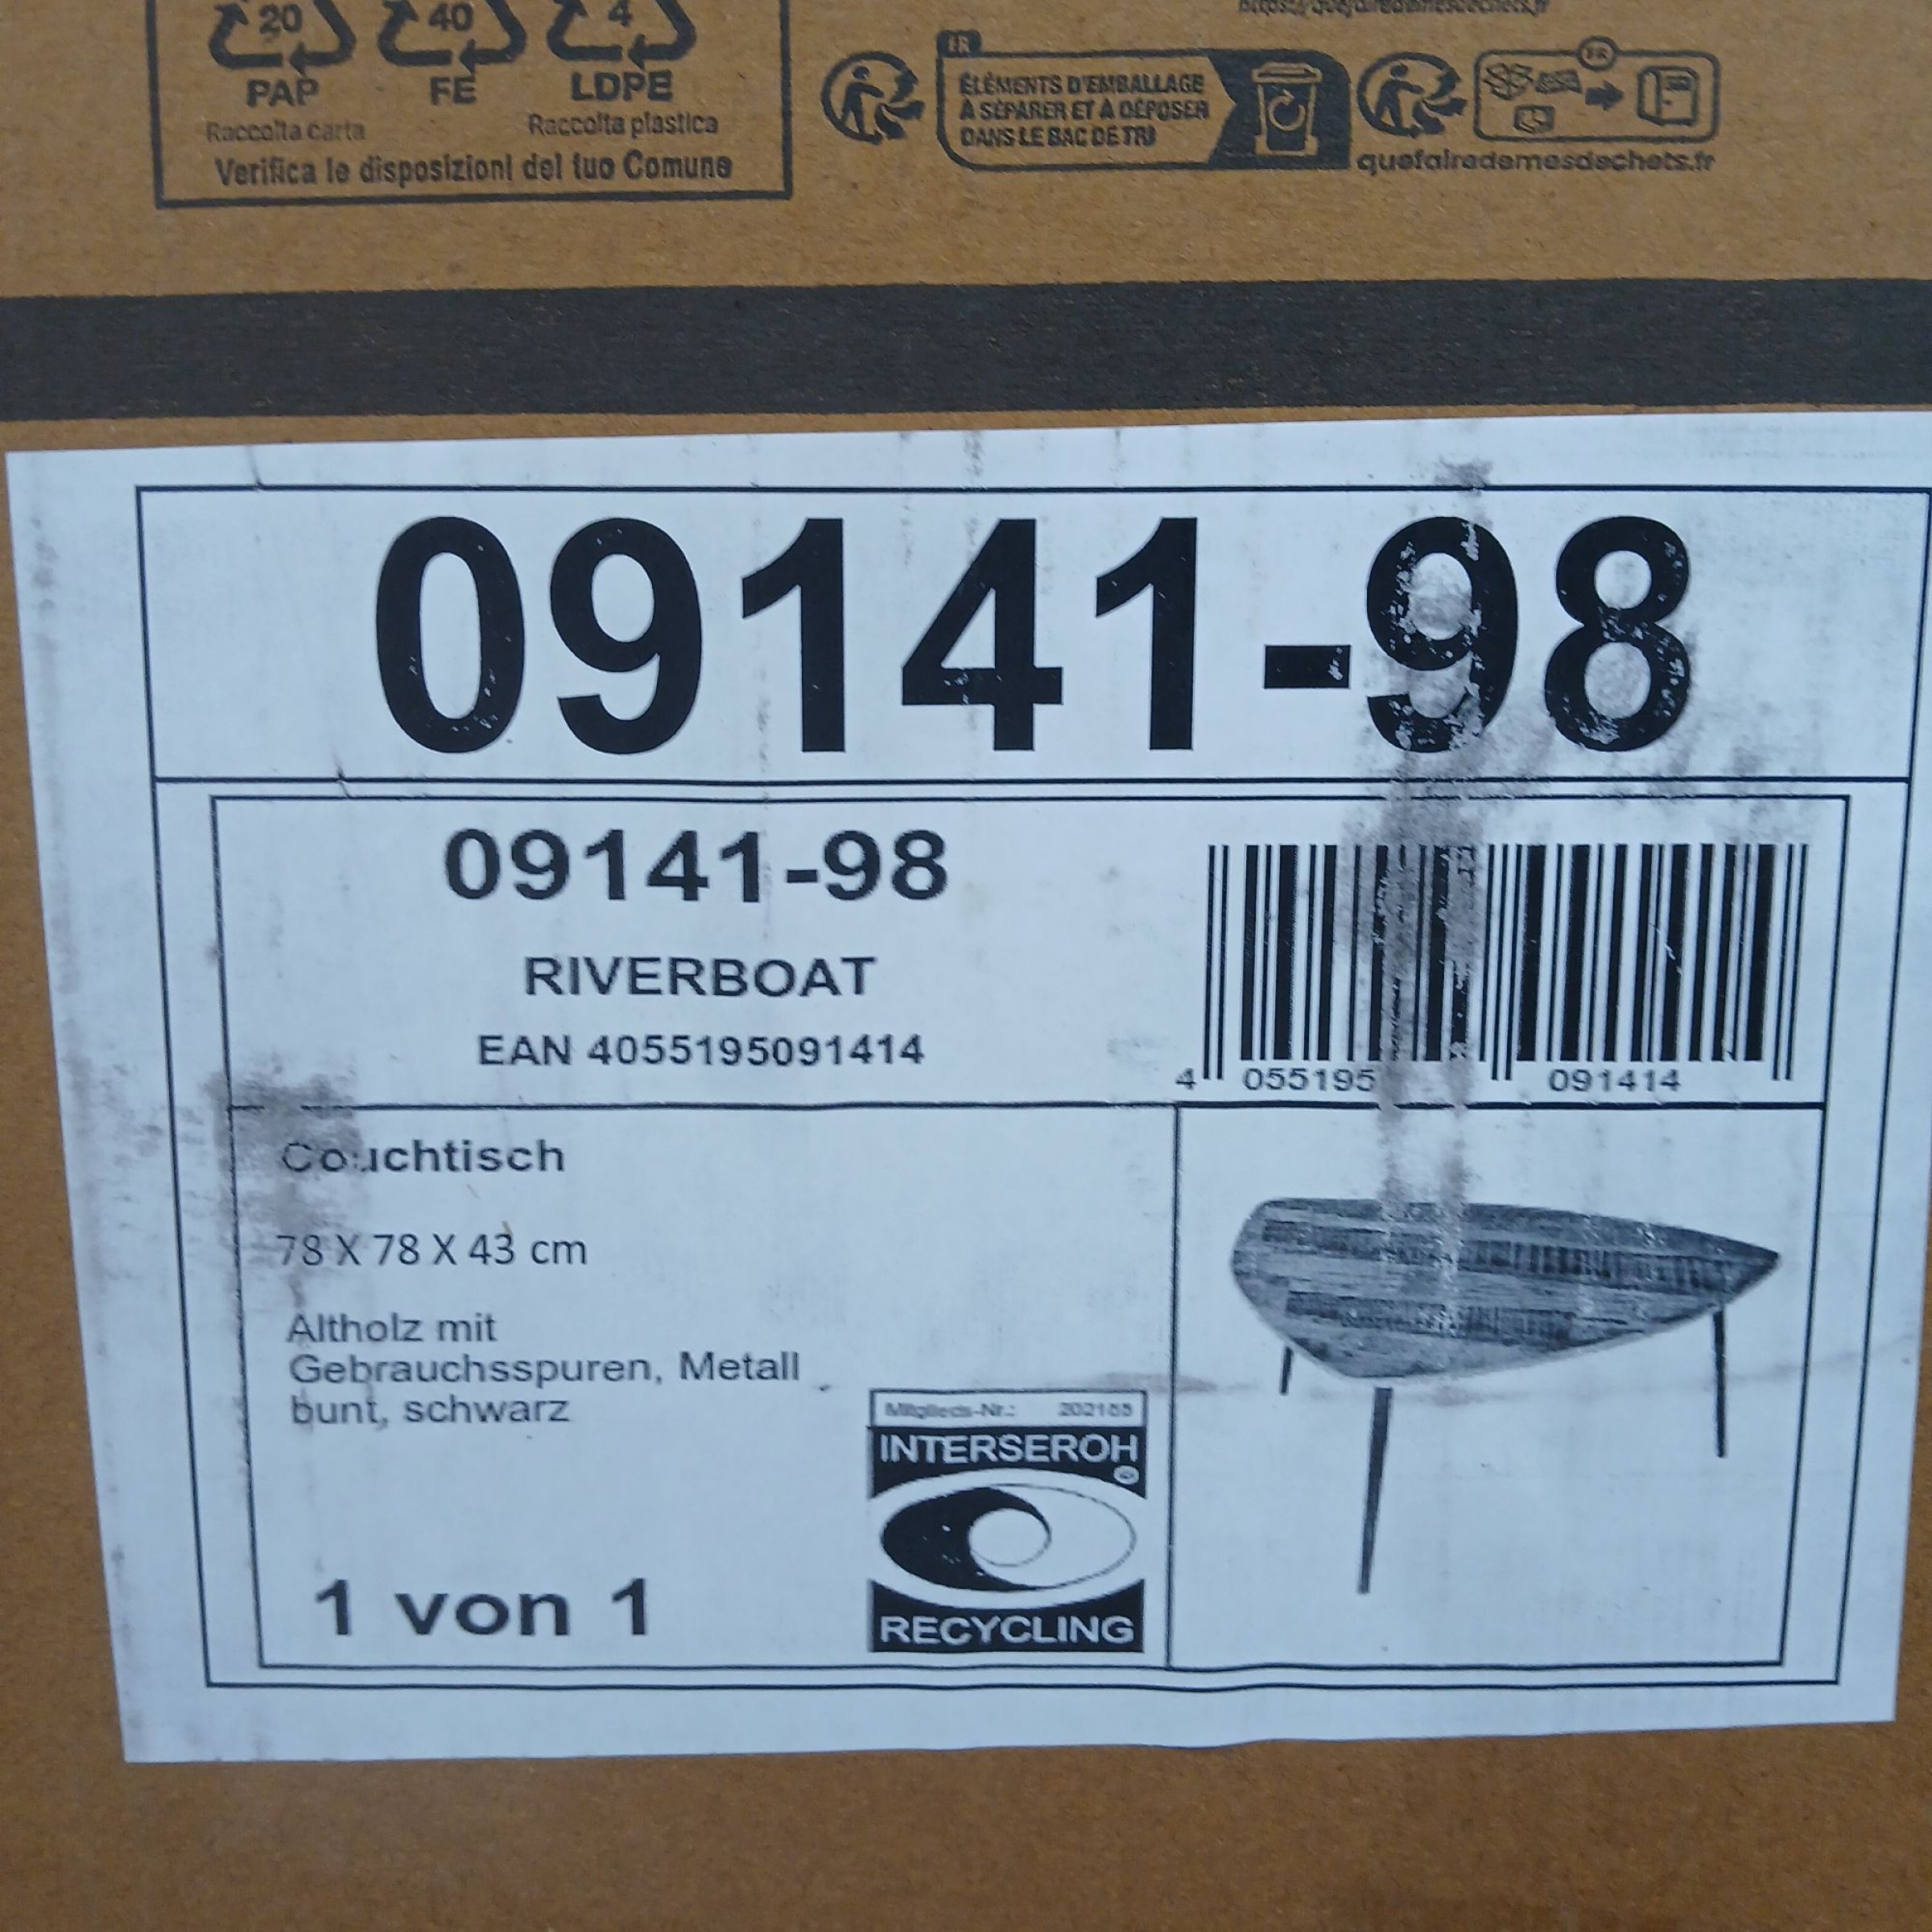 20
40
4
PAP
FE
LDPE
Raccolta carta
Raccolta plastica
Verifica le disposizioni del tuo Comune
https://quefairedemesdechets.fr
FR
ÉLÉMENTS D'EMBALLAGE
À SÉPARER ET À DÉPOSER
DANS LE BAC DE TRI
FR
quefairedemesdechets.fr
09141-98
09141-98
RIVERBOAT
EAN 4055195091414
4 055195 091414
Couchtisch
78 X 78 X 43 cm
Altholz mit
Gebrauchsspuren, Metall
bunt, schwarz
1 von 1
Mitglieds-Nr.:
INTERSEROH
®
RECYCLING